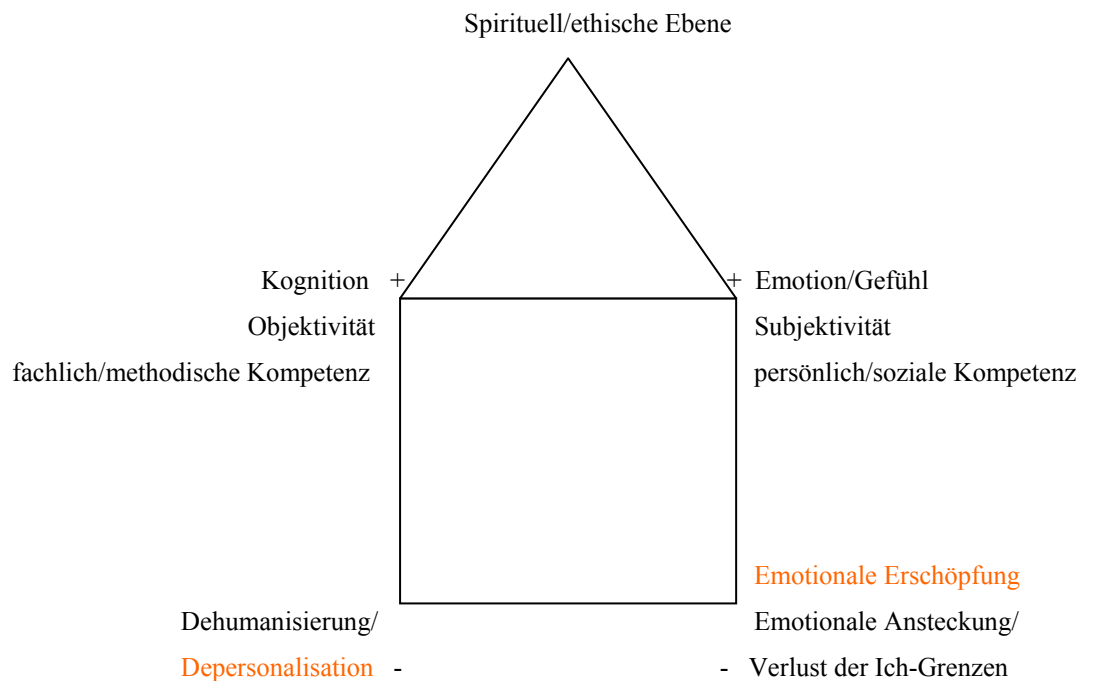 Spirituell/ethische Ebene
Kognition + + Emotion/Gefühl
Objektivität Subjektivität
fachlich/methodische Kompetenz persönlich/soziale Kompetenz
Emotionale Erschöpfung
Dehumanisierung/ Emotionale Ansteckung/
Depersonalisation - - Verlust der Ich-Grenzen